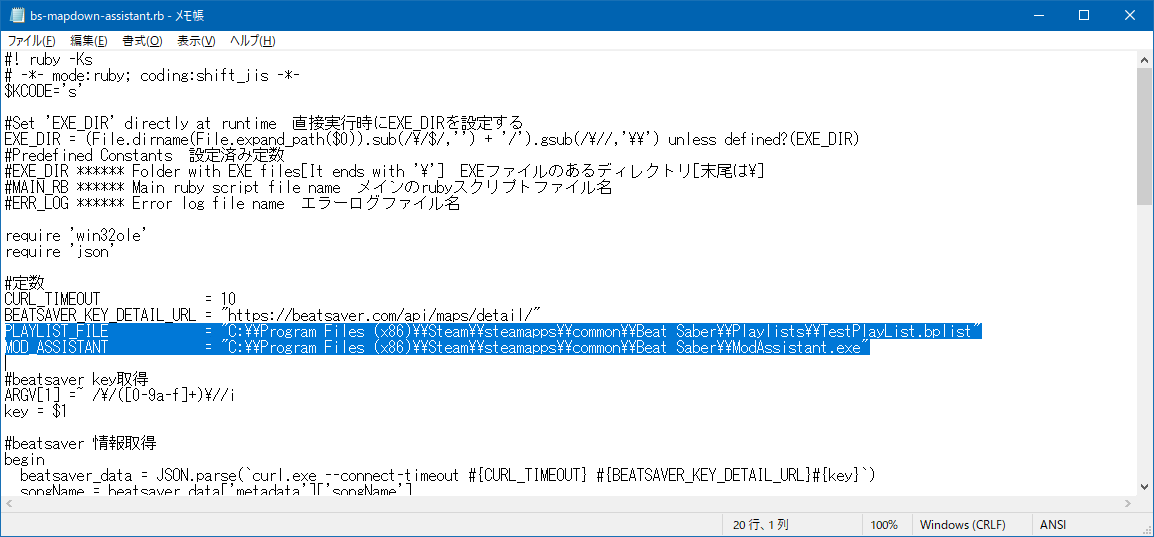 bs-mapdown-assistant.rb - メモ帳
ファイル(F) 編集(E) 書式(O) 表示(V) ヘルプ(H)
#! ruby -Ks
# -*- mode:ruby; coding:shift_jis -*-
$KCODE='s'
#Set 'EXE_DIR' directly at runtime　直接実行時にEXE_DIRを設定する
EXE_DIR = (File.dirname(File.expand_path($0)).sub(/¥/$/,'') + '/').gsub(/¥//,'¥¥') unless defined?(EXE_DIR)
#Predefined Constants　設定済み定数
#EXE_DIR ****** Folder with EXE files[It ends with '¥']　EXEファイルのあるディレクトリ[末尾は¥]
#MAIN_RB ****** Main ruby script file name　メインのrubyスクリプトファイル名
#ERR_LOG ****** Error log file name　エラーログファイル名
require 'win32ole'
require 'json'
#定数
CURL_TIMEOUT = 10
BEATSAVER_KEY_DETAIL_URL = "https://beatsaver.com/api/maps/detail/"
PLAYLIST_FILE = "C:¥¥Program Files (x86)¥¥Steam¥¥steamapps¥¥common¥¥Beat Saber¥¥Playlists¥¥TestPlayList.bplist"
MOD_ASSISTANT = "C:¥¥Program Files (x86)¥¥Steam¥¥steamapps¥¥common¥¥Beat Saber¥¥ModAssistant.exe"
#beatsaver key取得
ARGV[1] =~ /¥/([0-9a-f]+)¥//i
key = $1
#beatsaver 情報取得
begin
beatsaver_data = JSON.parse(`curl.exe --connect-timeout #{CURL_TIMEOUT} #{BEATSAVER_KEY_DETAIL_URL}#{key}`)
songName = beatsaver_data['metadata']['songName']
20 行、1 列 100% Windows (CRLF) ANSI